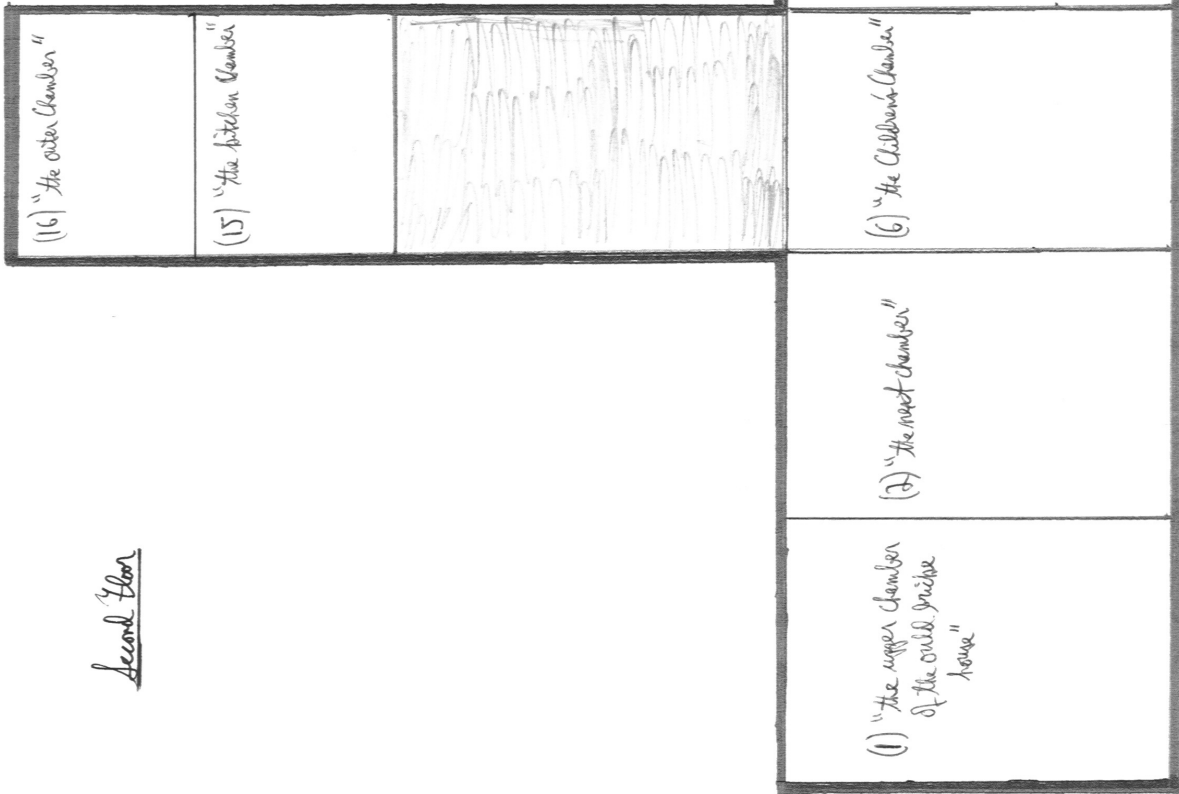 (16) "the outer Chamber"
Second Floor
(15) "the kitchen Chamber"
(1) "the upper chamber
of the ould bricke
house"
(2) "the next chamber"
(6) "the Children's Chamber"